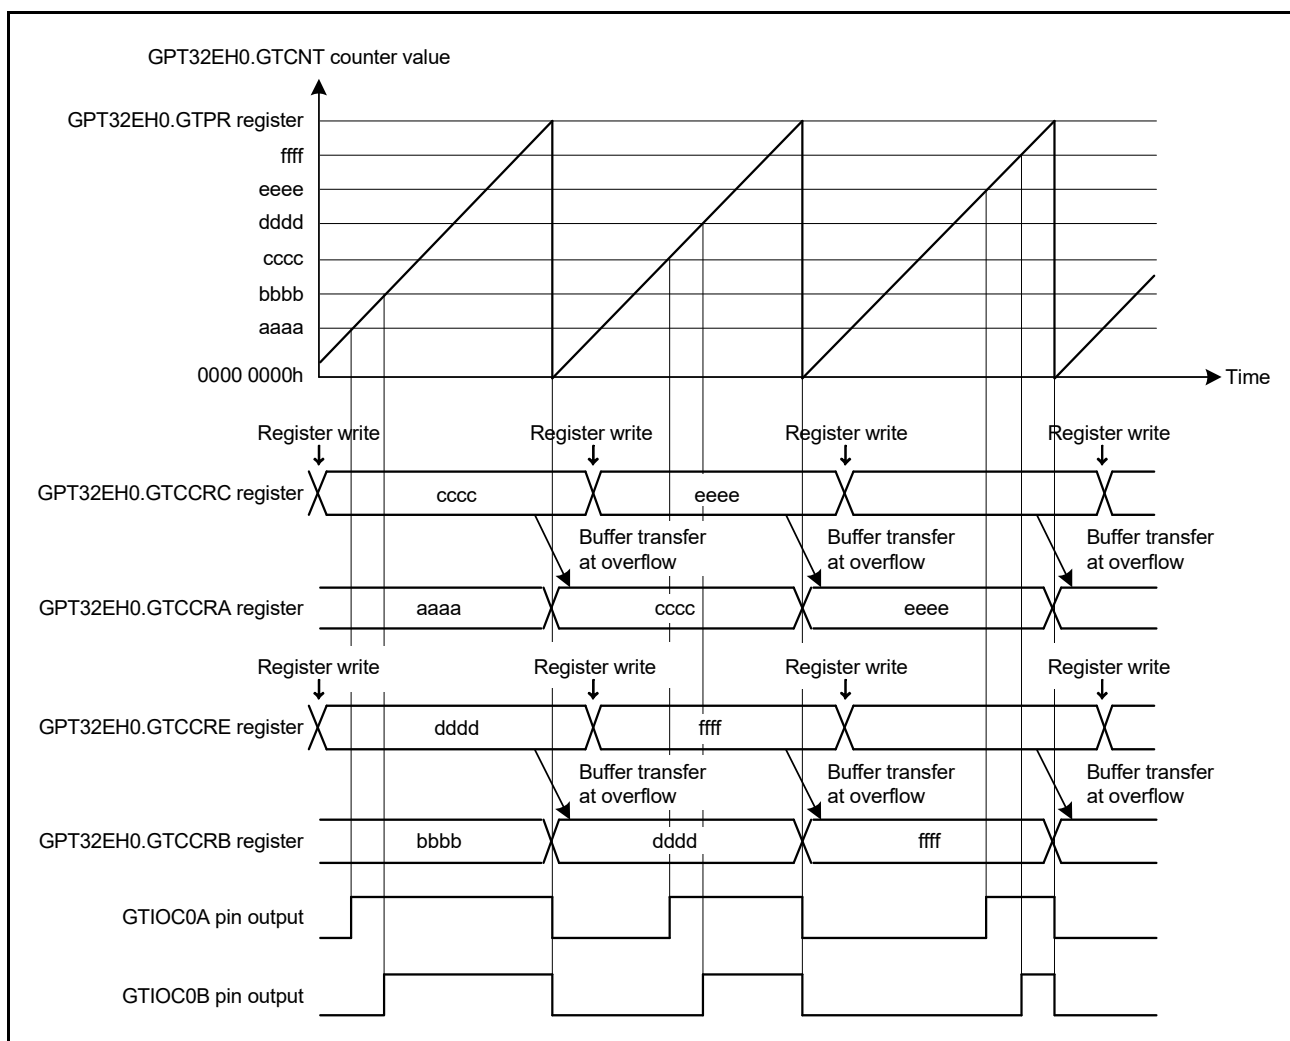 GPT32EH0.GTCNT counter value
GPT32EH0.GTPR register
ffff
eeee
dddd
cccc
bbbb
aaaa
0000 0000h
Time
Register write Register write Register write Register write
GPT32EH0.GTCCRC register cccc eeee
Buffer transfer at overflow
Buffer transfer at overflow
Buffer transfer at overflow
GPT32EH0.GTCCRA register aaaa cccc eeee
Register write Register write Register write Register write
GPT32EH0.GTCCRE register dddd ffff
Buffer transfer at overflow
Buffer transfer at overflow
Buffer transfer at overflow
GPT32EH0.GTCCRB register bbbb dddd ffff
GTIOC0A pin output
GTIOC0B pin output